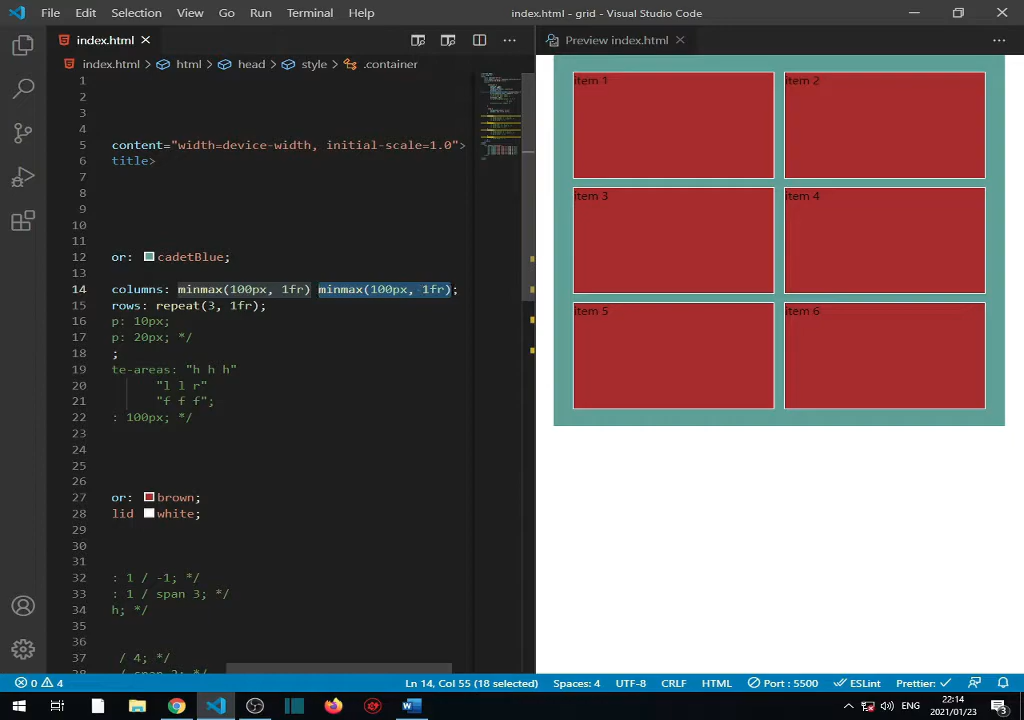 File Edit Selection View Go Run Terminal Help index.html - grid - Visual Studio Code
index.html Preview index.html
index.html > html > head > style > .container
1
2
3
4
5 content="width=device-width, initial-scale=1.0">
6 title>
7
8
9
10
11
12 or: cadetBlue;
13
14 columns: minmax(100px, 1fr) minmax(100px, 1fr);
15 rows: repeat(3, 1fr);
16 p: 10px;
17 p: 20px; */
18 ;
19 te-areas: "h h h"
20 "l l r"
21 "f f f";
22 : 100px; */
23
24
25
26
27 or: brown;
28 lid white;
29
30
31
32 : 1 / -1; */
33 : 1 / span 3; */
34 h; */
35
36
37 / 4; */
38 / span 2; */
item 1 item 2
item 3 item 4
item 5 item 6
0 4 Ln 14, Col 55 (18 selected) Spaces: 4 UTF-8 CRLF HTML Port : 5500 ESLint Prettier:
ENG 22:14
2021/01/23 3